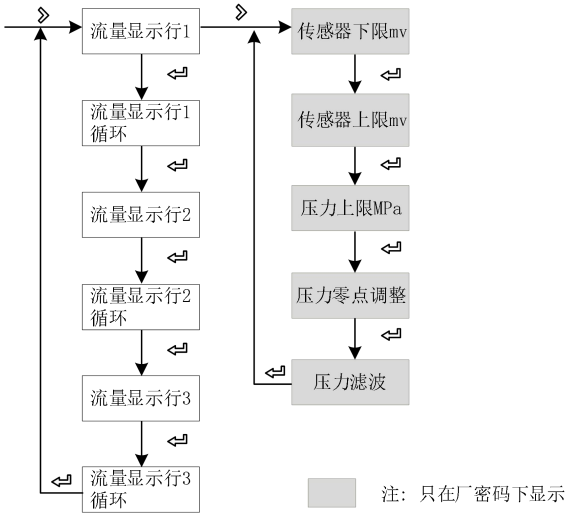 流量显示行1
流量显示行1
循环
流量显示行2
流量显示行2
循环
流量显示行3
流量显示行3
循环
传感器下限mv
传感器上限mv
压力上限MPa
压力零点调整
压力滤波
注: 只在厂密码下显示